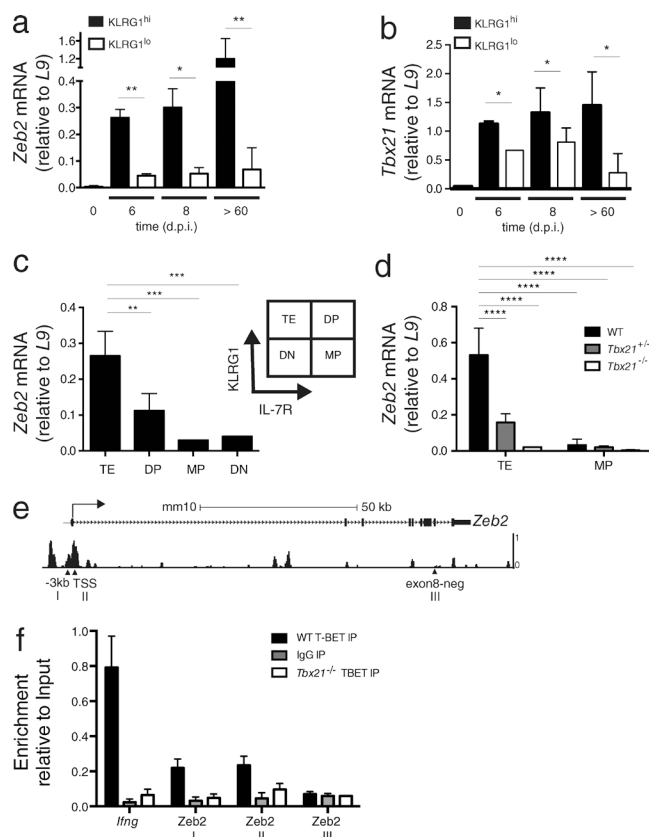 a
KLRG1hi
KLRG1lo
Zeb2 mRNA
(relative to L9)
1.6
1.2
0.8
0.3
0.2
0.1
0.0
**
*
**
0
6
8
> 60
time (d.p.i.)
b
KLRG1hi
KLRG1lo
Tbx21 mRNA
(relative to L9)
2.5
2.0
1.5
1.0
0.5
0.0
*
*
*
0
6
8
> 60
time (d.p.i.)
c
Zeb2 mRNA
(relative to L9)
0.4
0.3
0.2
0.1
0.0
***
***
**
TE
DP
MP
DN
TE
DP
DN
MP
KLRG1
IL-7R
d
Zeb2 mRNA
(relative to L9)
0.8
0.6
0.4
0.2
0.0
****
****
****
****
WT
Tbx21+/-
Tbx21-/-
TE
MP
e
mm10
50 kb
Zeb2
1
0
-3kb
TSS
exon8-neg
I
II
III
f
WT T-BET IP
IgG IP
Tbx21-/- TBET IP
Enrichment
relative to Input
1.0
0.8
0.6
0.4
0.2
0.0
Ifng
Zeb2
I
Zeb2
II
Zeb2
III